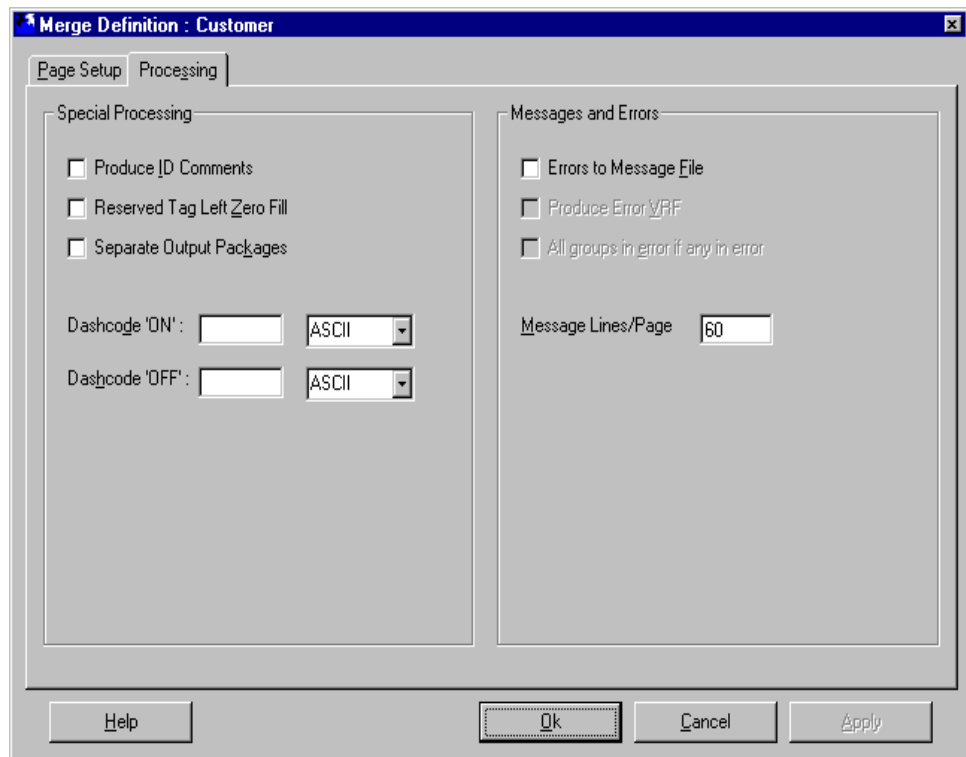 Merge Definition : Customer
Page Setup
Processing
Special Processing
Produce ID Comments
Reserved Tag Left Zero Fill
Separate Output Packages
Dashcode 'ON' :
ASCII
Dashcode 'OFF' :
ASCII
Messages and Errors
Errors to Message File
Produce Error VRF
All groups in error if any in error
Message Lines/Page
60
Help
Ok
Cancel
Apply